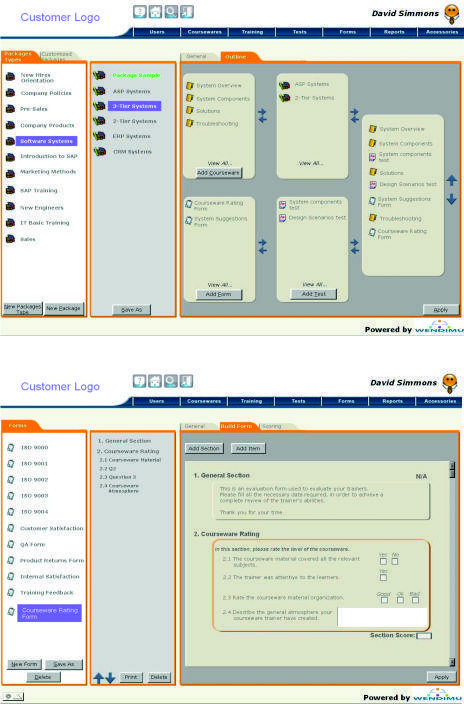 Customer Logo
David Simmons
Users
Coursewares
Training
Tests
Forms
Reports
Accessories
Packages Types
Customized Packages
New Hires Orientation
Company Policies
Pre-Sales
Company Products
Software Systems
Introduction to SAP
Marketing Methods
SAP Training
New Engineers
IT Basic Training
Sales
New Packages Type
New Package
Package Sample
ASP Systems
3-Tier Systems
2-Tier Systems
ERP Systems
CRM Systems
Save As
General
Outline
System Overview
System Components
Solutions
Troubleshooting
View All...
Add Courseware
ASP Systems
2-Tier Systems
View All...
Courseware Rating Form
System Suggestions Form
View All...
Add Form
System components test
Design Scenarios test
View All...
Add Test
System Overview
System Components
System components test
Solutions
Design Scenarios test
System Suggestions Form
Troubleshooting
Courseware Rating Form
Apply
Powered by WENDIMU
Customer Logo
David Simmons
Users
Coursewares
Training
Tests
Forms
Reports
Accessories
Forms
ISO 9000
ISO 9001
ISO 9002
ISO 9003
ISO 9004
Customer Satisfaction
QA Form
Product Returns Form
Internal Satisfaction
Training Feedback
Courseware Rating Form
New Form
Save As
Delete
1. General Section
2. Courseware Rating
2.1 Courseware Material
2.2 Q2
2.3 Question 3
2.4 Courseware Atmosphere
Print
Delete
General
Build Form
Scoring
Add Section
Add Item
1. General Section
N/A
This is an evaluation form used to evaluate your trainers.
Please fill all the necessary data required, in order to achieve a
complete review of the trainer's abilities.
Thank you for your time.
2. Courseware Rating
In this section, please rate the level of the courseware.
2.1 The courseware material covered all the relevant subjects.
Yes No
2.2 The trainer was attentive to the learners.
Yes
2.3 Rate the courseware material organization.
Good Ok Bad
2.4 Describe the general atmosphere your courseware trainer have created.
Section Score:
Apply
Powered by WENDIMU